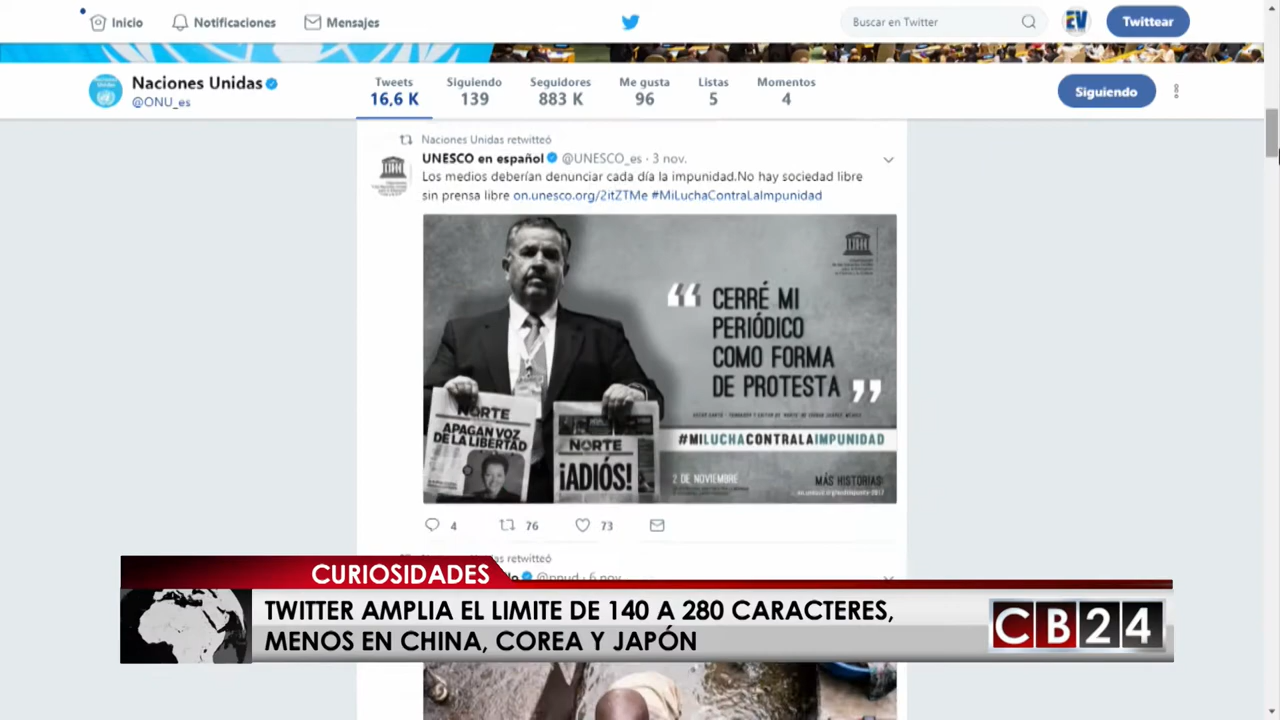 Inicio
Notificaciones
Mensajes
Buscar en Twitter
Twittear
Naciones Unidas
@ONU_es
Tweets
16,6 K
Siguiendo
139
Seguidores
883 K
Me gusta
96
Listas
5
Momentos
4
Siguiendo
Naciones Unidas retwitteó
UNESCO en español @UNESCO_es · 3 nov.
Los medios deberían denunciar cada día la impunidad.No hay sociedad libre
sin prensa libre on.unesco.org/2itZTMe #MiLuchaContraLaImpunidad
“ CERRÉ MI
PERIÓDICO
COMO FORMA
DE PROTESTA ”
#MILUCHACONTRALAIMPUNIDAD
2 DE NOVIEMBRE
MÁS HISTORIAS:
NORTE
APAGAN VOZ
DE LA LIBERTAD
NORTE
¡ADIÓS!
4
76
73
retwitteó
@pnud · 6 nov.
CURIOSIDADES
TWITTER AMPLIA EL LIMITE DE 140 A 280 CARACTERES,
MENOS EN CHINA, COREA Y JAPÓN
CB24